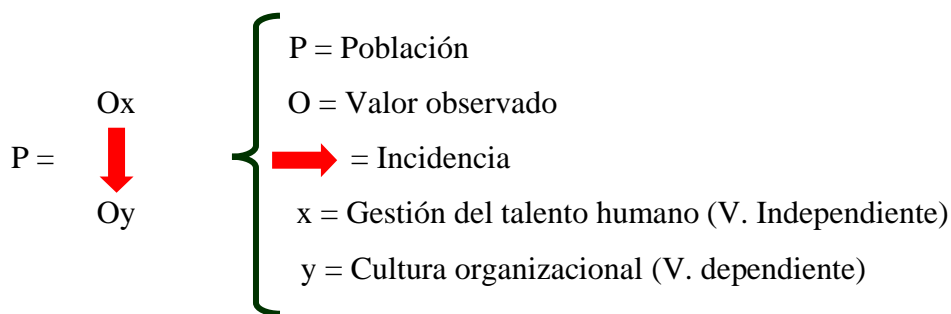 P = Población
Ox
O = Valor observado
P =
= Incidencia
Oy
x = Gestión del talento humano (V. Independiente)
y = Cultura organizacional (V. dependiente)